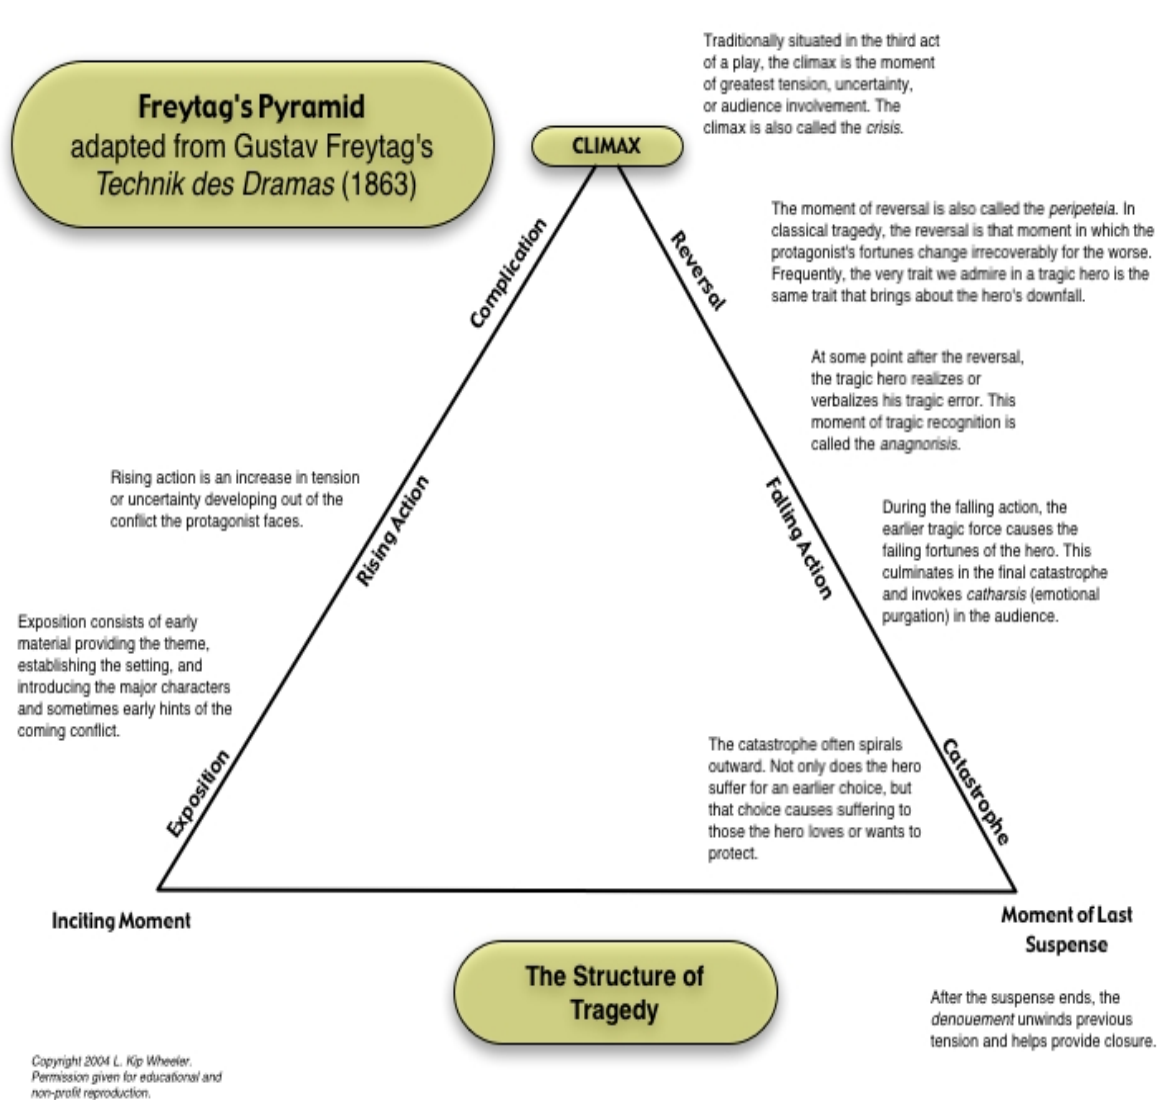 Freytag's Pyramid
adapted from Gustav Freytag's
Technik des Dramas (1863)
Traditionally situated in the third act
of a play, the climax is the moment
of greatest tension, uncertainty,
or audience involvement. The
climax is also called the crisis.
CLIMAX
Complication
Reversal
The moment of reversal is also called the peripeteia. In
classical tragedy, the reversal is that moment in which the
protagonist's fortunes change irrecoverably for the worse.
Frequently, the very trait we admire in a tragic hero is the
same trait that brings about the hero's downfall.
At some point after the reversal,
the tragic hero realizes or
verbalizes his tragic error. This
moment of tragic recognition is
called the anagnorisis.
Rising action is an increase in tension
or uncertainty developing out of the
conflict the protagonist faces.
Rising Action
Falling Action
During the falling action, the
earlier tragic force causes the
failing fortunes of the hero. This
culminates in the final catastrophe
and invokes catharsis (emotional
purgation) in the audience.
Exposition consists of early
material providing the theme,
establishing the setting, and
introducing the major characters
and sometimes early hints of the
coming conflict.
Exposition
The catastrophe often spirals
outward. Not only does the hero
suffer for an earlier choice, but
that choice causes suffering to
those the hero loves or wants to
protect.
Catastrophe
Inciting Moment
Moment of Last
Suspense
The Structure of
Tragedy
After the suspense ends, the
denouement unwinds previous
tension and helps provide closure.
Copyright 2004 L. Kip Wheeler.
Permission given for educational and
non-profit reproduction.